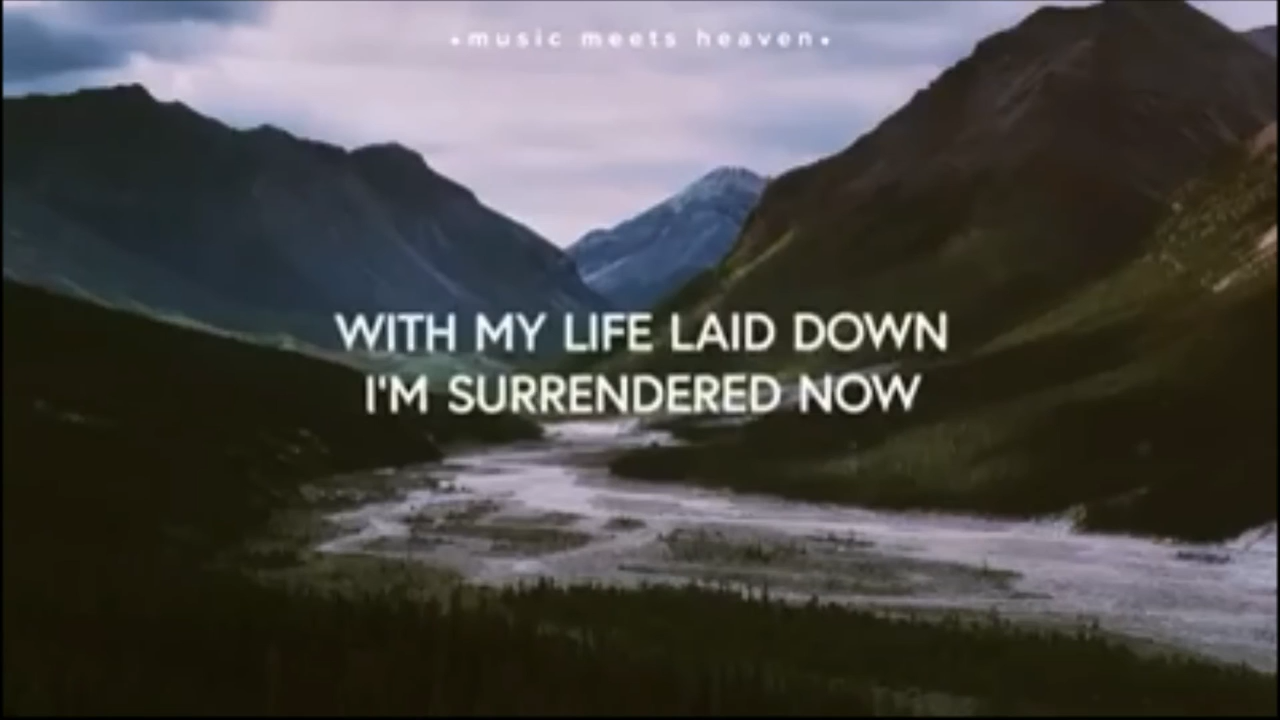 •music meets heaven•
WITH MY LIFE LAID DOWN
I'M SURRENDERED NOW